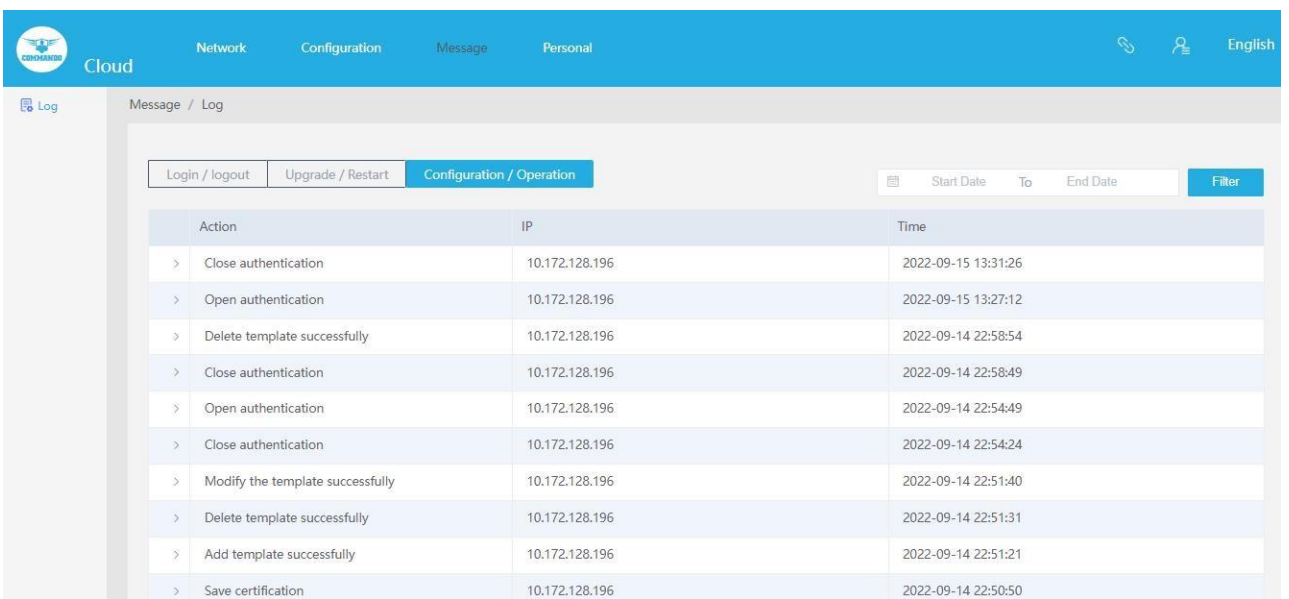 COMMANDO
Cloud
Network Configuration Message Personal English
Log
Message / Log
Login / logout Upgrade / Restart Configuration / Operation Start Date To End Date Filter
Action IP Time
Close authentication 10.172.128.196 2022-09-15 13:31:26
Open authentication 10.172.128.196 2022-09-15 13:27:12
Delete template successfully 10.172.128.196 2022-09-14 22:58:54
Close authentication 10.172.128.196 2022-09-14 22:58:49
Open authentication 10.172.128.196 2022-09-14 22:54:49
Close authentication 10.172.128.196 2022-09-14 22:54:24
Modify the template successfully 10.172.128.196 2022-09-14 22:51:40
Delete template successfully 10.172.128.196 2022-09-14 22:51:31
Add template successfully 10.172.128.196 2022-09-14 22:51:21
Save certification 10.172.128.196 2022-09-14 22:50:50